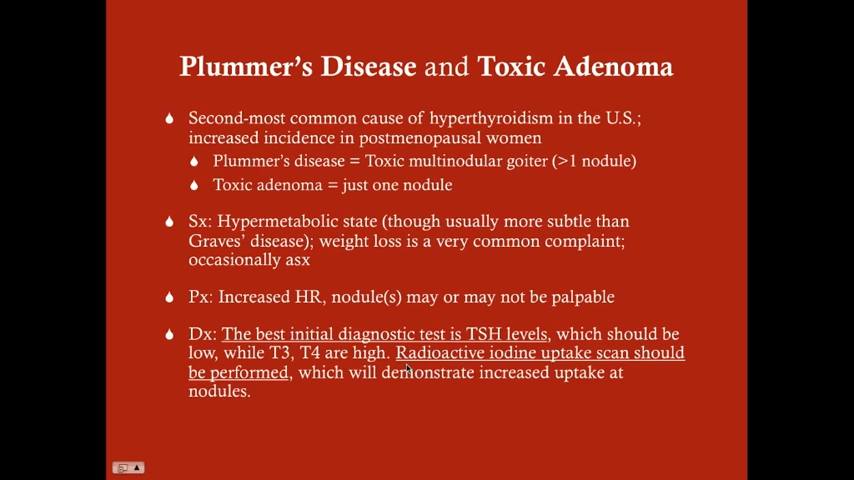 Plummer's Disease and Toxic Adenoma
Second-most common cause of hyperthyroidism in the U.S.;
increased incidence in postmenopausal women
Plummer's disease = Toxic multinodular goiter (>1 nodule)
Toxic adenoma = just one nodule
Sx: Hypermetabolic state (though usually more subtle than
Graves' disease); weight loss is a very common complaint;
occasionally asx
Px: Increased HR, nodule(s) may or may not be palpable
Dx: The best initial diagnostic test is TSH levels, which should be
low, while T3, T4 are high. Radioactive iodine uptake scan should
be performed, which will demonstrate increased uptake at
nodules.